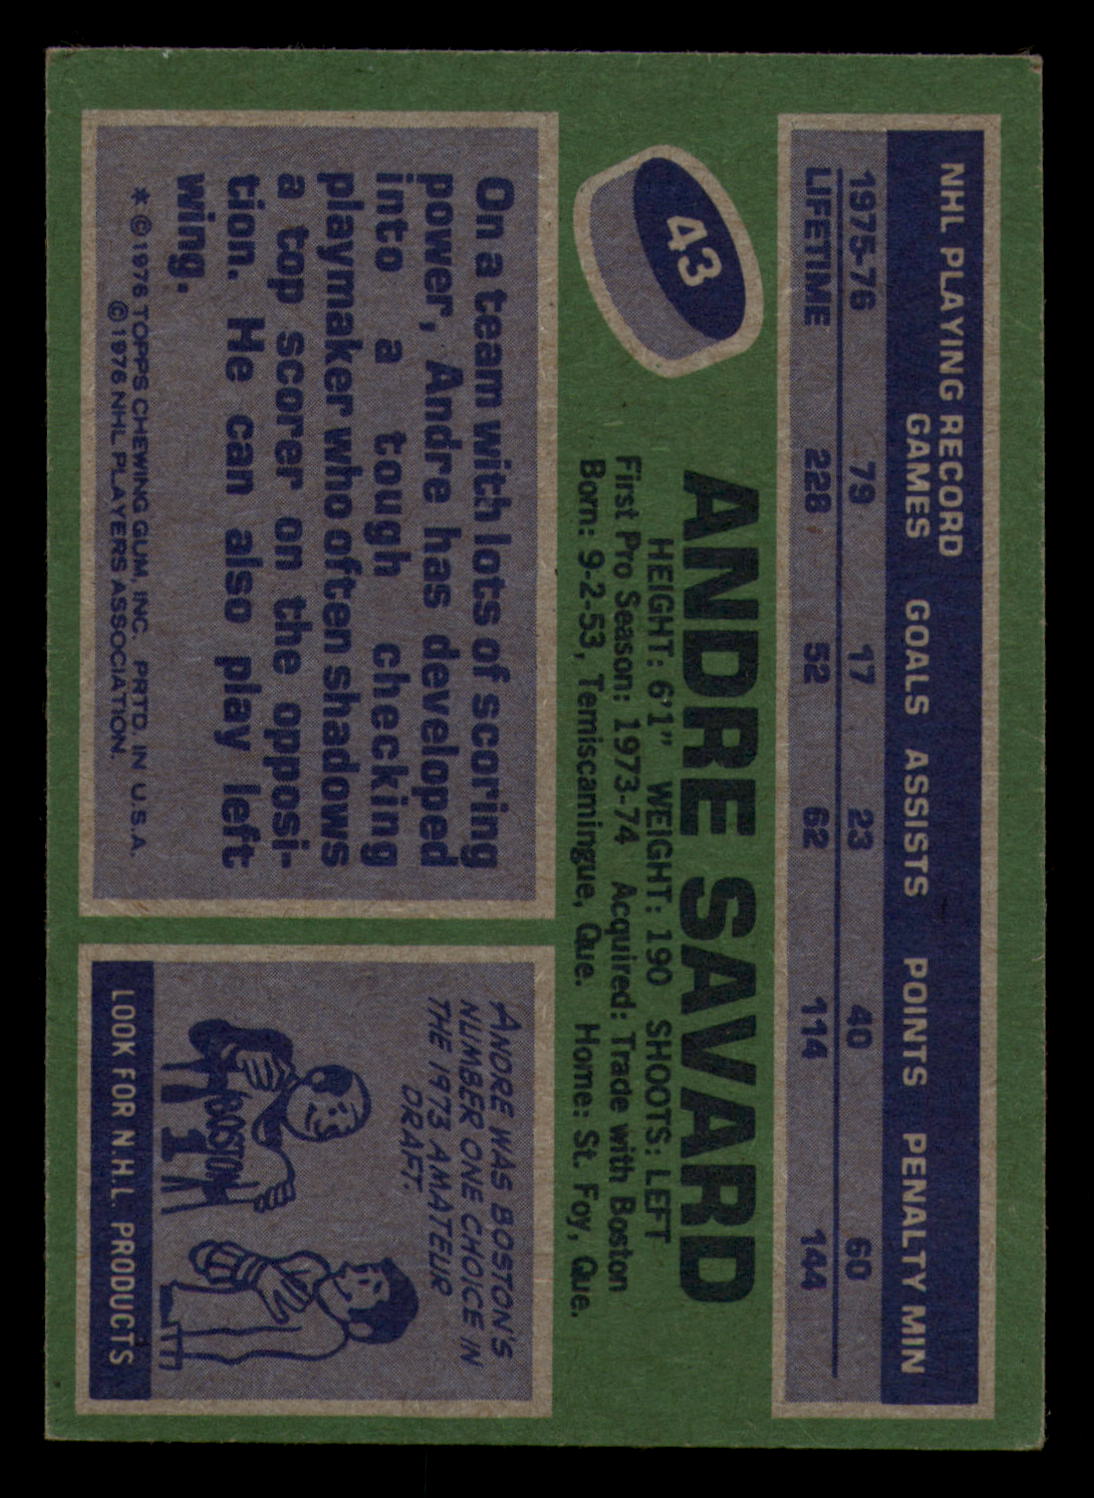 NHL PLAYING RECORD
GAMES GOALS ASSISTS POINTS PENALTY MIN
1975-76 79 17 23 40 60
LIFETIME 228 52 62 114 144
43
ANDRE SAVARD
HEIGHT: 6'1" WEIGHT: 190 SHOOTS: LEFT
First Pro Season: 1973-74 Acquired: Trade with Boston
Born: 9-2-53, Temiscamingue, Que. Home: St. Foy, Que.
On a team with lots of scoring
power, Andre has developed
into a tough checking
playmaker who often shadows
a top scorer on the opposi-
tion. He can also play left
wing.
* ©1976 TOPPS CHEWING GUM, INC. PRTD. IN U.S.A.
©1976 NHL PLAYERS ASSOCIATION.
ANDRE WAS BOSTON'S
NUMBER ONE CHOICE IN
THE 1973 AMATEUR
DRAFT.
BOSTON
1
LOOK FOR N.H.L. PRODUCTS